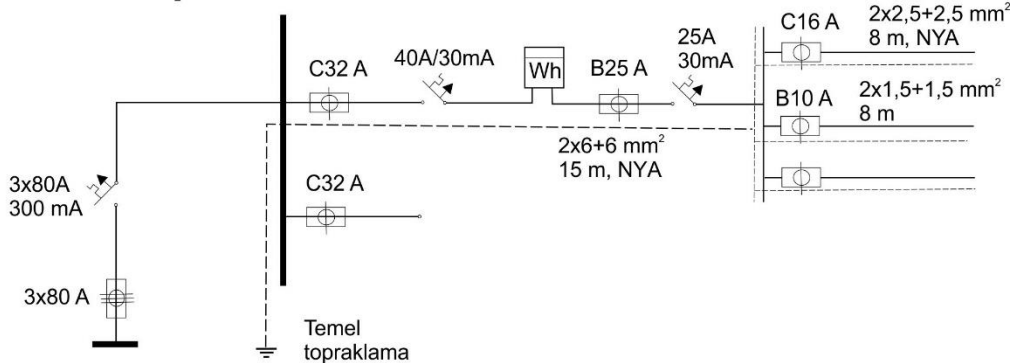 C32 A
40A/30mA
Wh
B25 A
25A
30mA
C16 A
2x2,5+2,5 mm²
8 m, NYA
B10 A
2x1,5+1,5 mm²
8 m
2x6+6 mm²
15 m, NYA
3x80A
300 mA
C32 A
3x80 A
Temel
topraklama